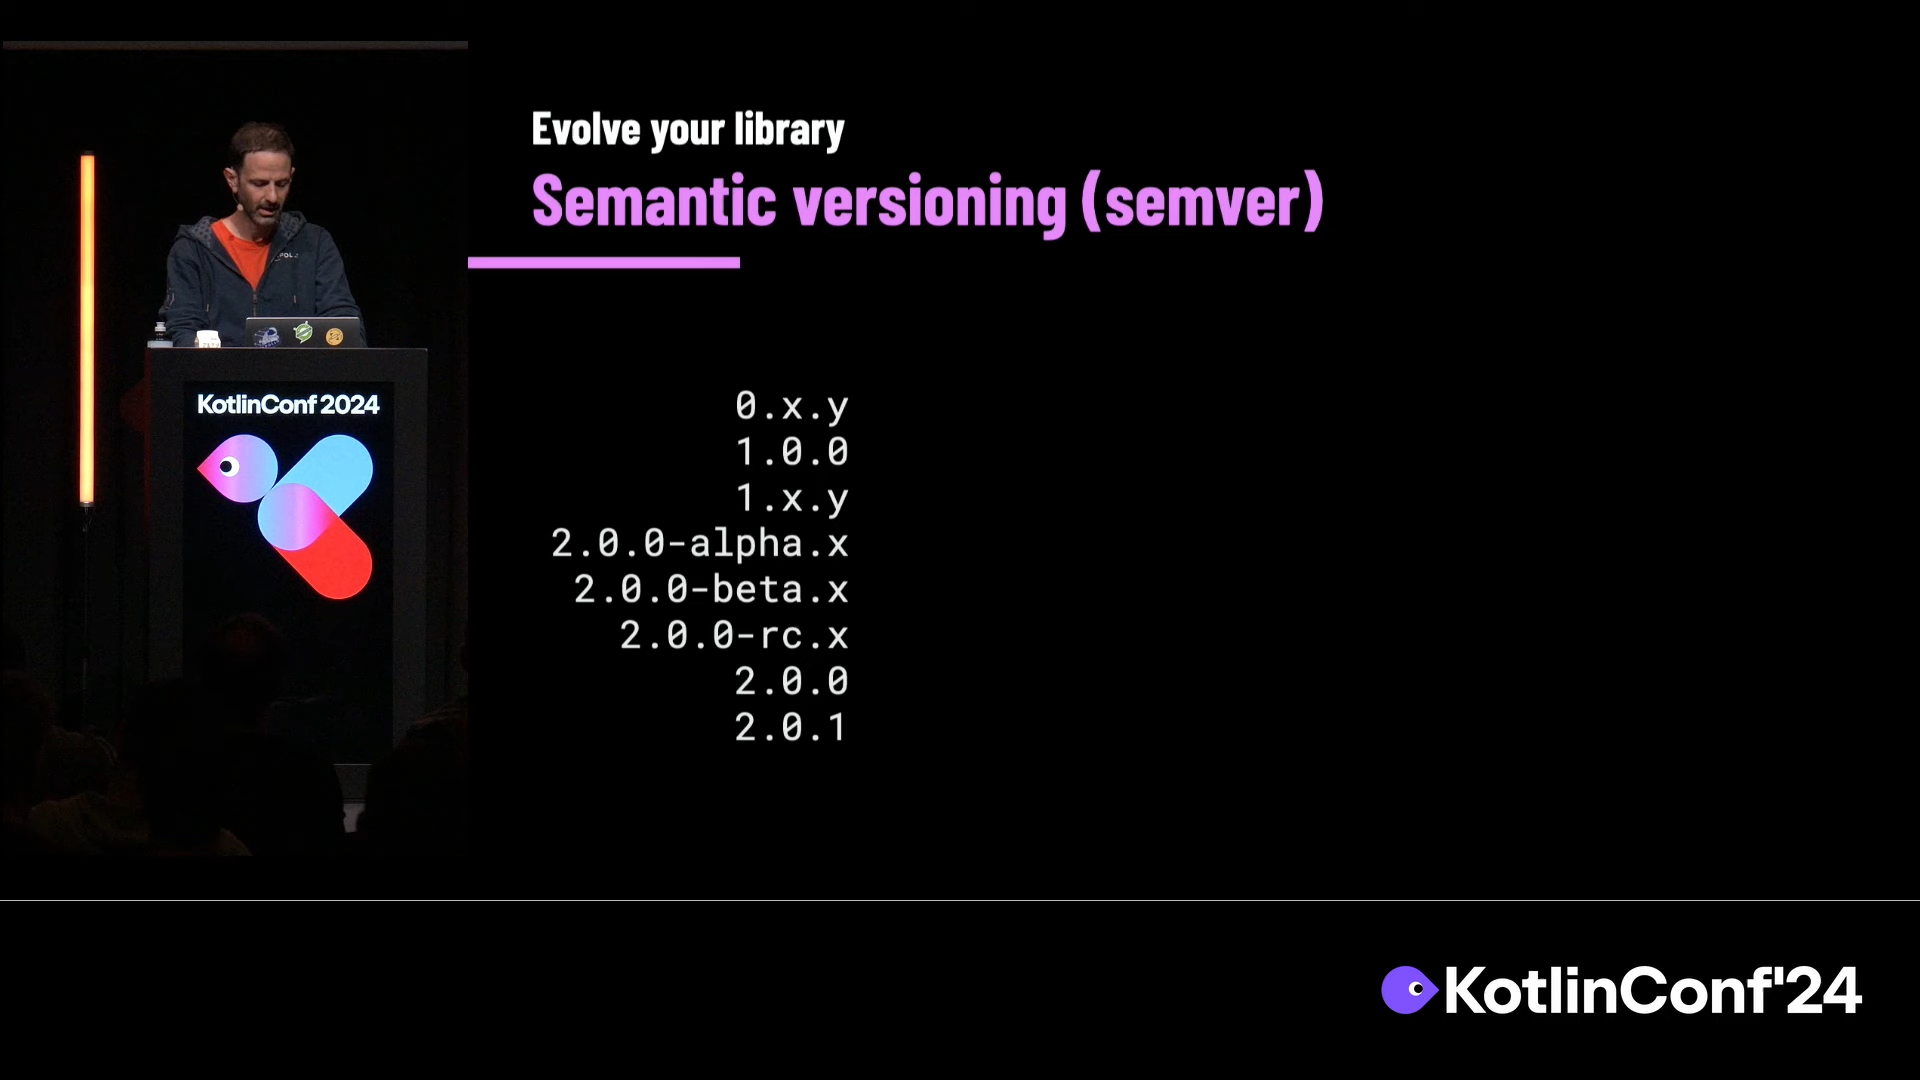 Evolve your library
Semantic versioning (semver)
0.x.y
1.0.0
1.x.y
2.0.0-alpha.x
2.0.0-beta.x
2.0.0-rc.x
2.0.0
2.0.1
KotlinConf 2024
KotlinConf'24